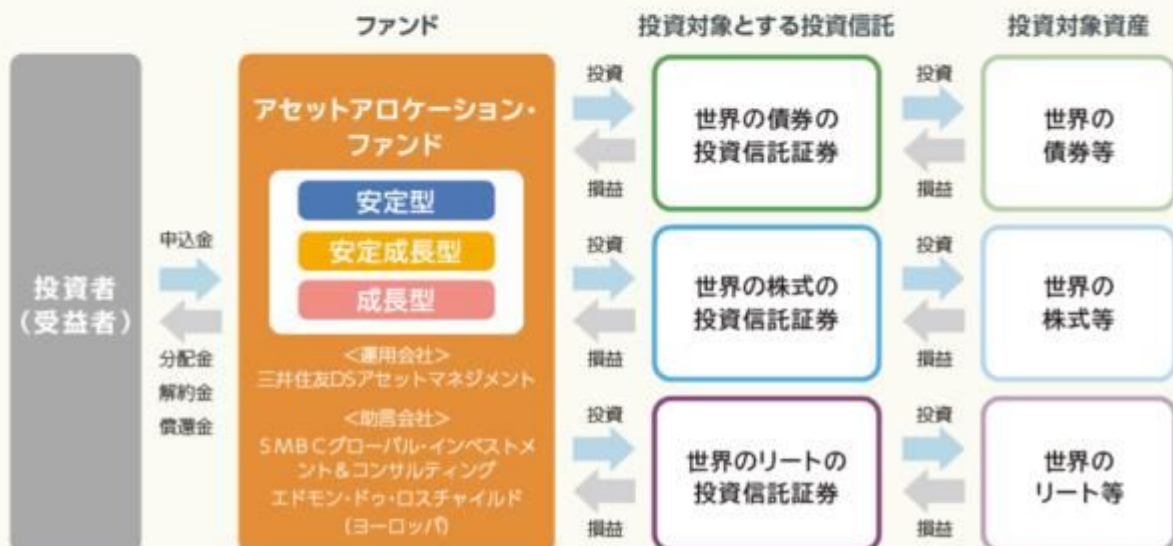 ファンド
投資対象とする投資信託
投資対象資産
投資者
（受益者）
申込金
分配金
解約金
償還金
アセットアロケーション・
ファンド
安定型
安定成長型
成長型
＜運用会社＞
三井住友DSアセットマネジメント
＜助言会社＞
SMBCグローバル・インベストメ
ント＆コンサルティング
エドモン・ドゥ・ロスチャイルド
（ヨーロッパ）
投資
損益
世界の債券の
投資信託証券
投資
損益
世界の
債券等
投資
損益
世界の株式の
投資信託証券
投資
損益
世界の
株式等
投資
損益
世界のリートの
投資信託証券
投資
損益
世界の
リート等